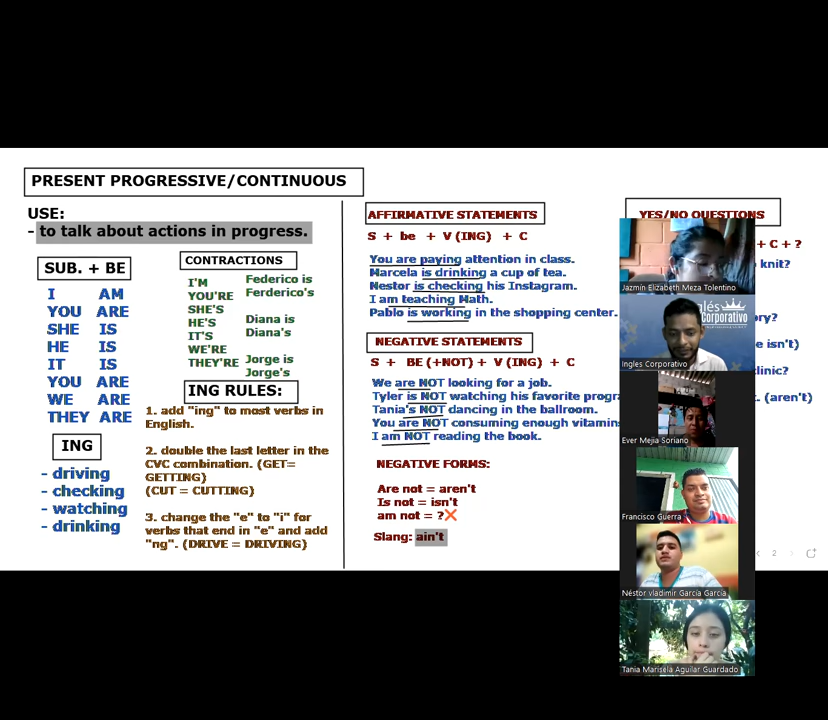 PRESENT PROGRESSIVE/CONTINUOUS
USE:
- to talk about actions in progress.
SUB. + BE
I AM
YOU ARE
SHE IS
HE IS
IT IS
YOU ARE
WE ARE
THEY ARE
ING
- driving
- checking
- watching
- drinking
CONTRACTIONS
I'M
YOU'RE
SHE'S
HE'S
IT'S
WE'RE
THEY'RE
Federico is
Ferderico's
Diana is
Diana's
Jorge is
Jorge's
ING RULES:
1. add "ing" to most verbs in
English.
2. double the last letter in the
CVC combination. (GET=
GETTING)
(CUT = CUTTING)
3. change the "e" to "i" for
verbs that end in "e" and add
"ng". (DRIVE = DRIVING)
AFFIRMATIVE STATEMENTS
S + be + V (ING) + C
You are paying attention in class.
Marcela is drinking a cup of tea.
Nestor is checking his Instagram.
I am teaching Math.
Pablo is working in the shopping center.
NEGATIVE STATEMENTS
S + BE (+NOT) + V (ING) + C
We are NOT looking for a job.
Tyler is NOT watching his favorite progra
Tania's NOT dancing in the ballroom.
You are NOT consuming enough vitamins
I am NOT reading the book.
NEGATIVE FORMS:
Are not = aren't
Is not = isn't
am not = ?
Slang: ain't
YES/NO QUESTIONS
+ C + ?
knit?
ory?
e isn't)
clinic?
. (aren't)
2
Jazmín Elizabeth Meza Tolentino
Inglés
Corporativo
Ingles Corporativo
Ever Mejia Soriano
Francisco Guerra
Néstor vladimir Garcia Garcia
Tania Marisela Aguilar Guardado